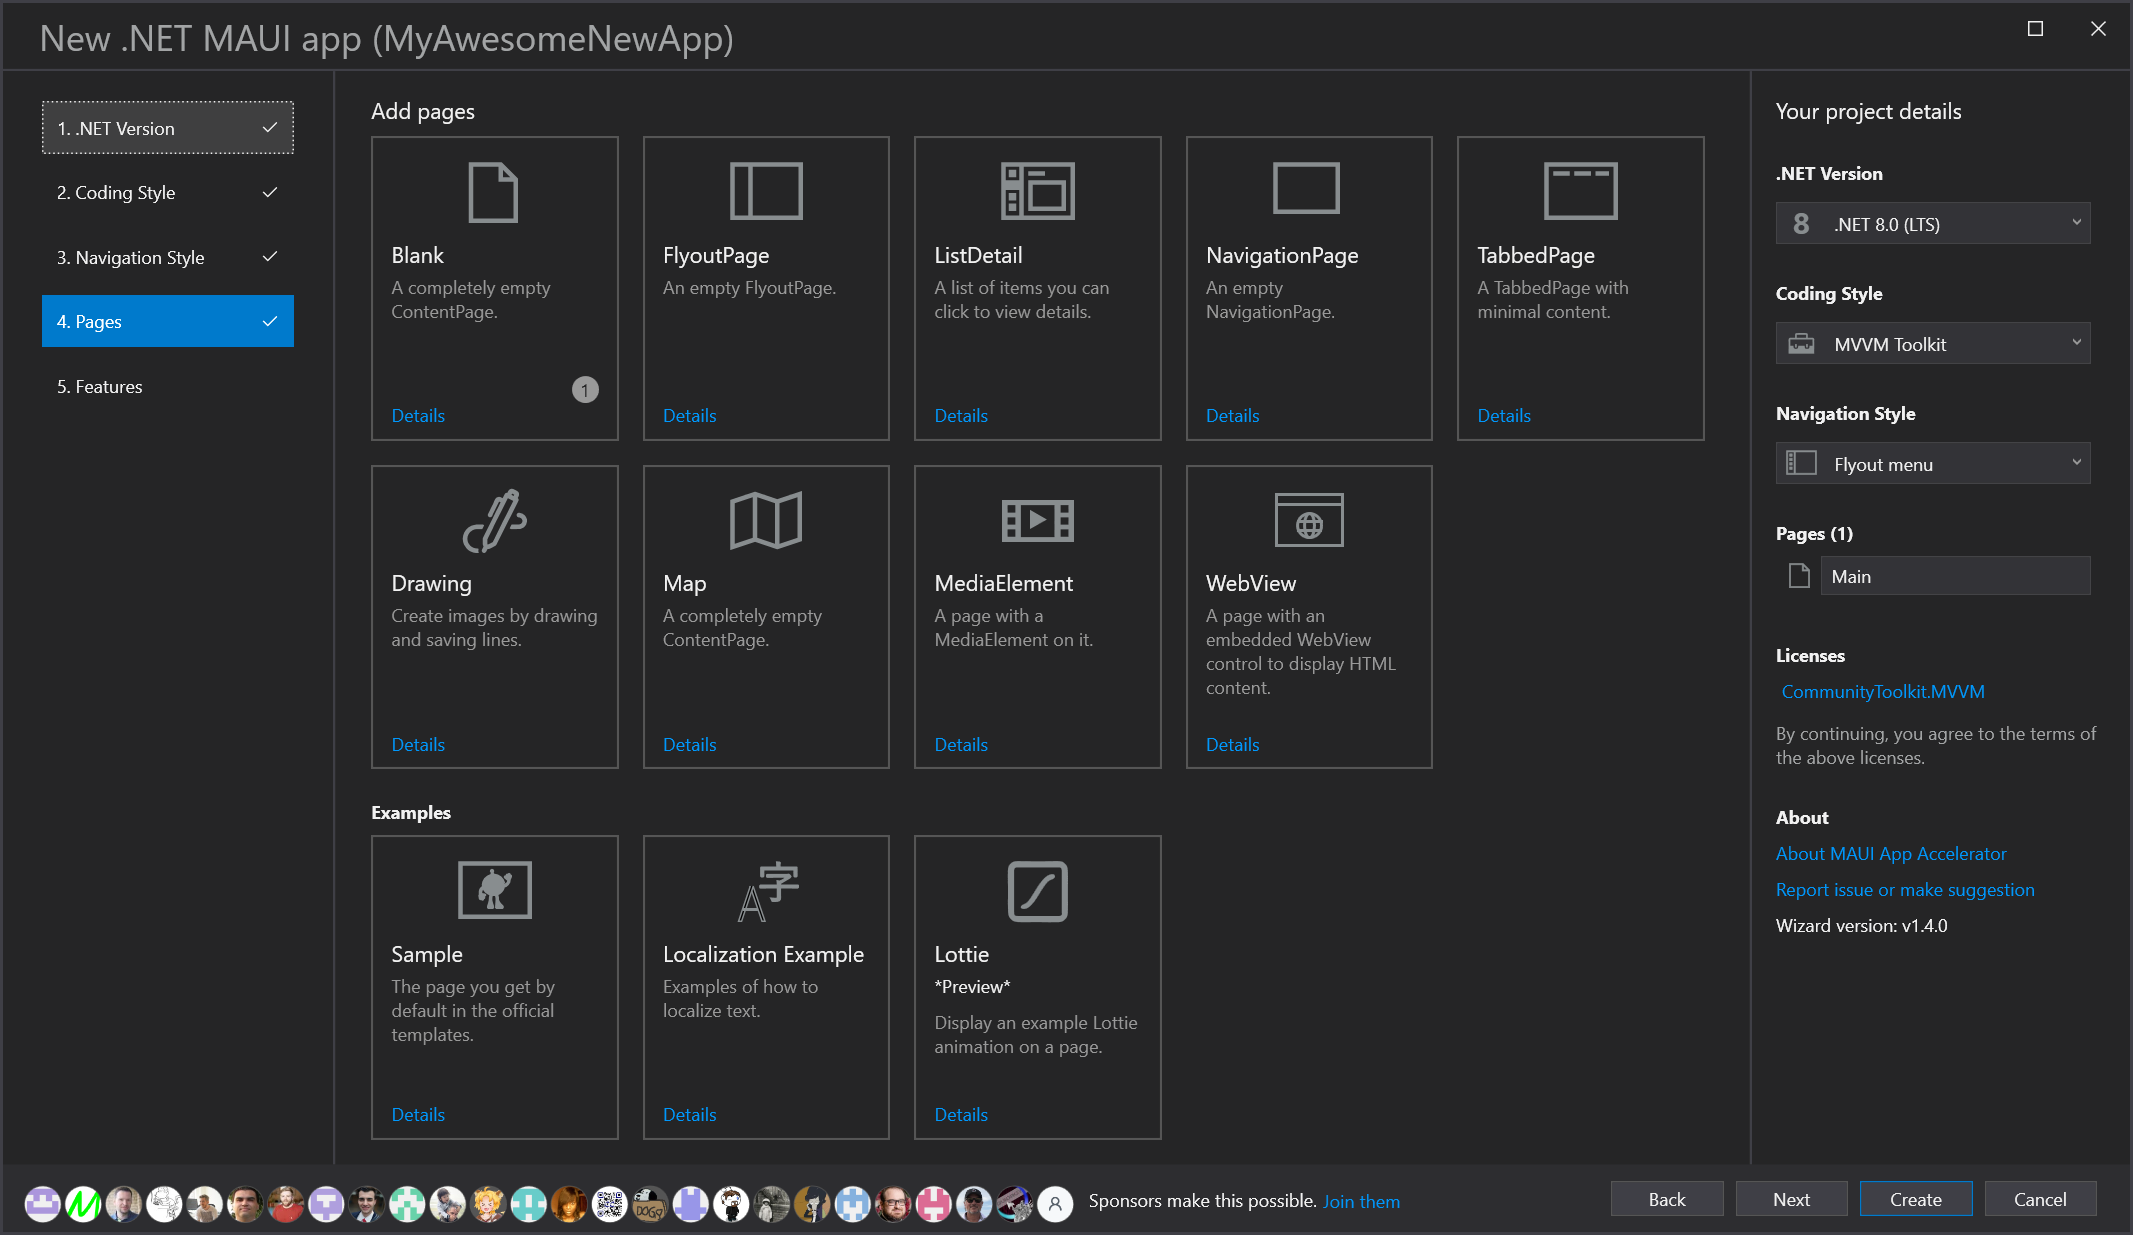 New .NET MAUI app (MyAwesomeNewApp)
1. .NET Version
2. Coding Style
3. Navigation Style
4. Pages
5. Features
Add pages
Blank
A completely empty
ContentPage.
1
Details
FlyoutPage
An empty FlyoutPage.
Details
ListDetail
A list of items you can
click to view details.
Details
NavigationPage
An empty
NavigationPage.
Details
TabbedPage
A TabbedPage with
minimal content.
Details
Drawing
Create images by drawing
and saving lines.
Details
Map
A completely empty
ContentPage.
Details
MediaElement
A page with a
MediaElement on it.
Details
WebView
A page with an
embedded WebView
control to display HTML
content.
Details
Examples
Sample
The page you get by
default in the official
templates.
Details
A字
Localization Example
Examples of how to
localize text.
Details
Lottie
*Preview*
Display an example Lottie
animation on a page.
Details
Your project details
.NET Version
8 .NET 8.0 (LTS)
Coding Style
MVVM Toolkit
Navigation Style
Flyout menu
Pages (1)
Main
Licenses
CommunityToolkit.MVVM
By continuing, you agree to the terms of
the above licenses.
About
About MAUI App Accelerator
Report issue or make suggestion
Wizard version: v1.4.0
DOGO
Sponsors make this possible. Join them
Back
Next
Create
Cancel